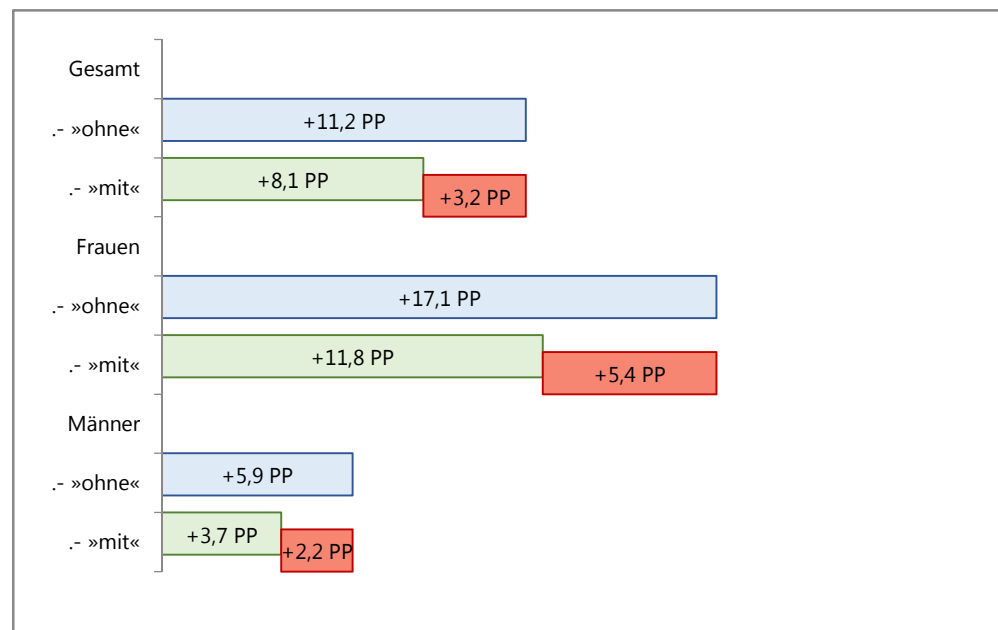 Gesamt
.- »ohne«
+11,2 PP
.- »mit«
+8,1 PP
+3,2 PP
Frauen
.- »ohne«
+17,1 PP
.- »mit«
+11,8 PP
+5,4 PP
Männer
.- »ohne«
+5,9 PP
.- »mit«
+3,7 PP
+2,2 PP